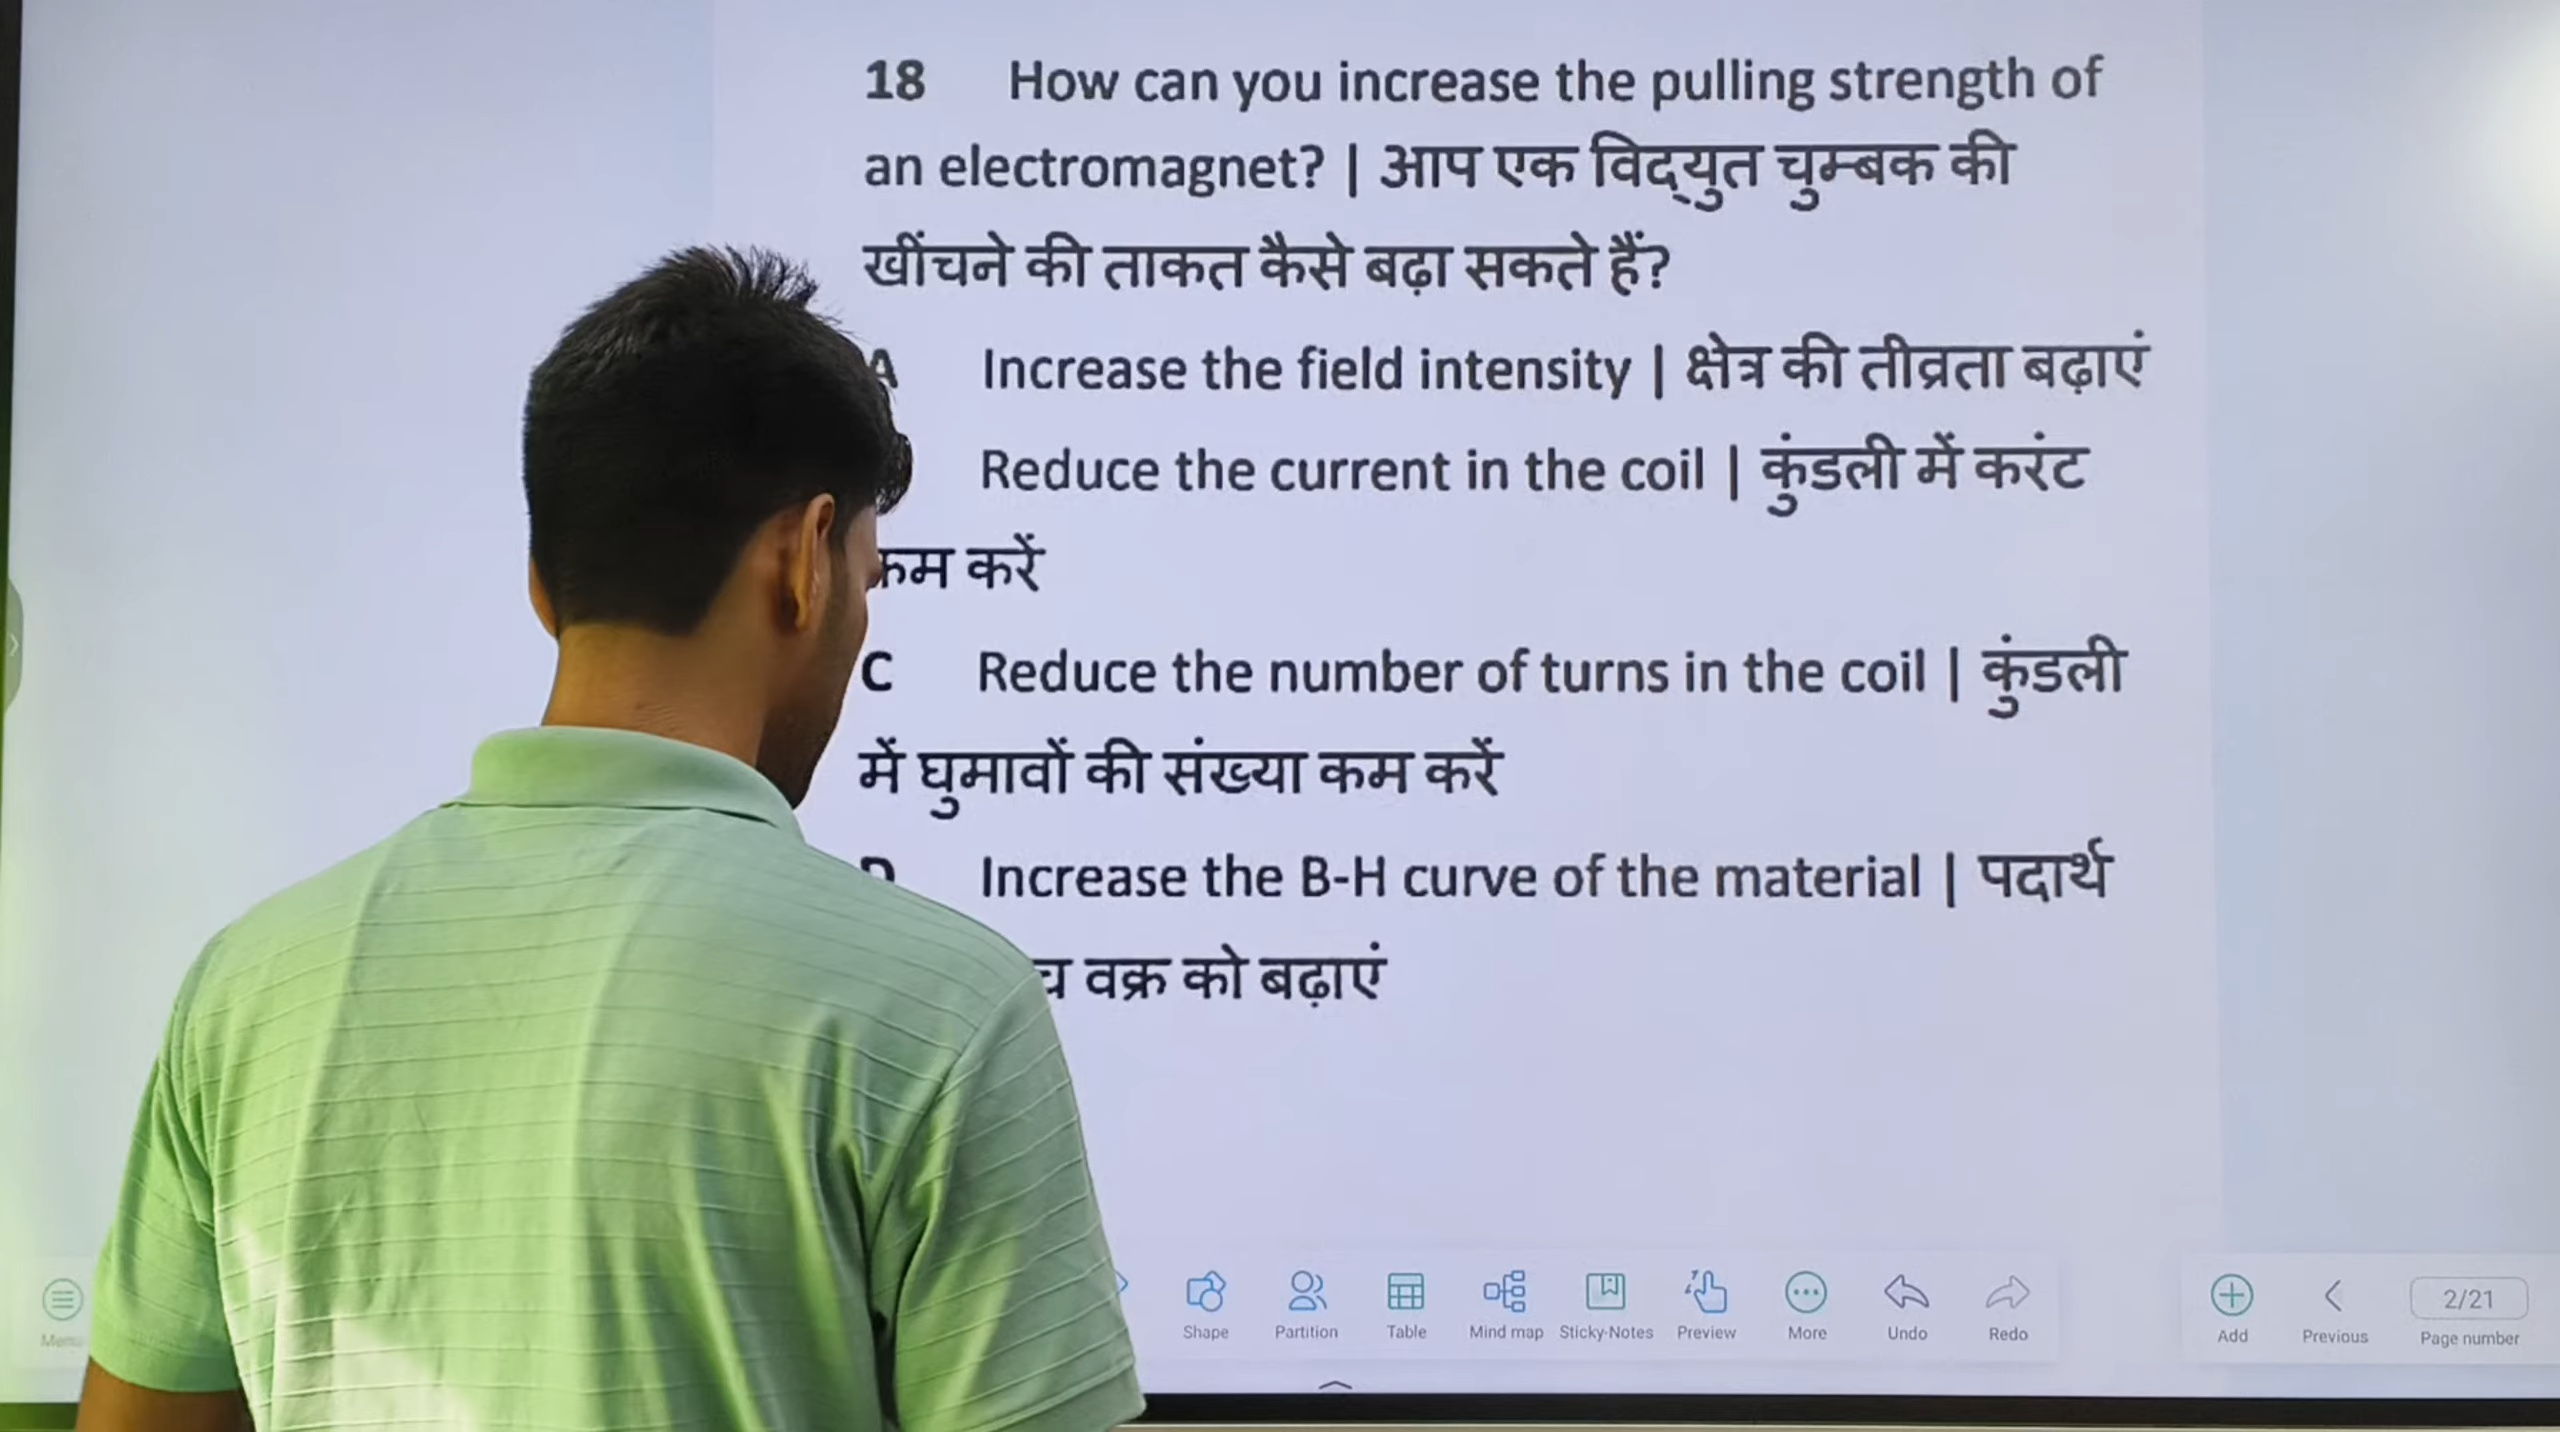 18 How can you increase the pulling strength of
an electromagnet? | आप एक विद्‌युत चुम्बक की
खींचने की ताकत कैसे बढ़ा सकते हैं?
A Increase the field intensity | क्षेत्र की तीव्रता बढ़ाएं
Reduce the current in the coil | कुंडली में करंट
कम करें
C Reduce the number of turns in the coil | कुंडली
में घुमावों की संख्या कम करें
D Increase the B-H curve of the material | पदार्थ
वक्र को बढ़ाएं
Menu Shape Partition Table Mind map Sticky-Notes Preview More Undo Redo Add Previous 2/21 Page number